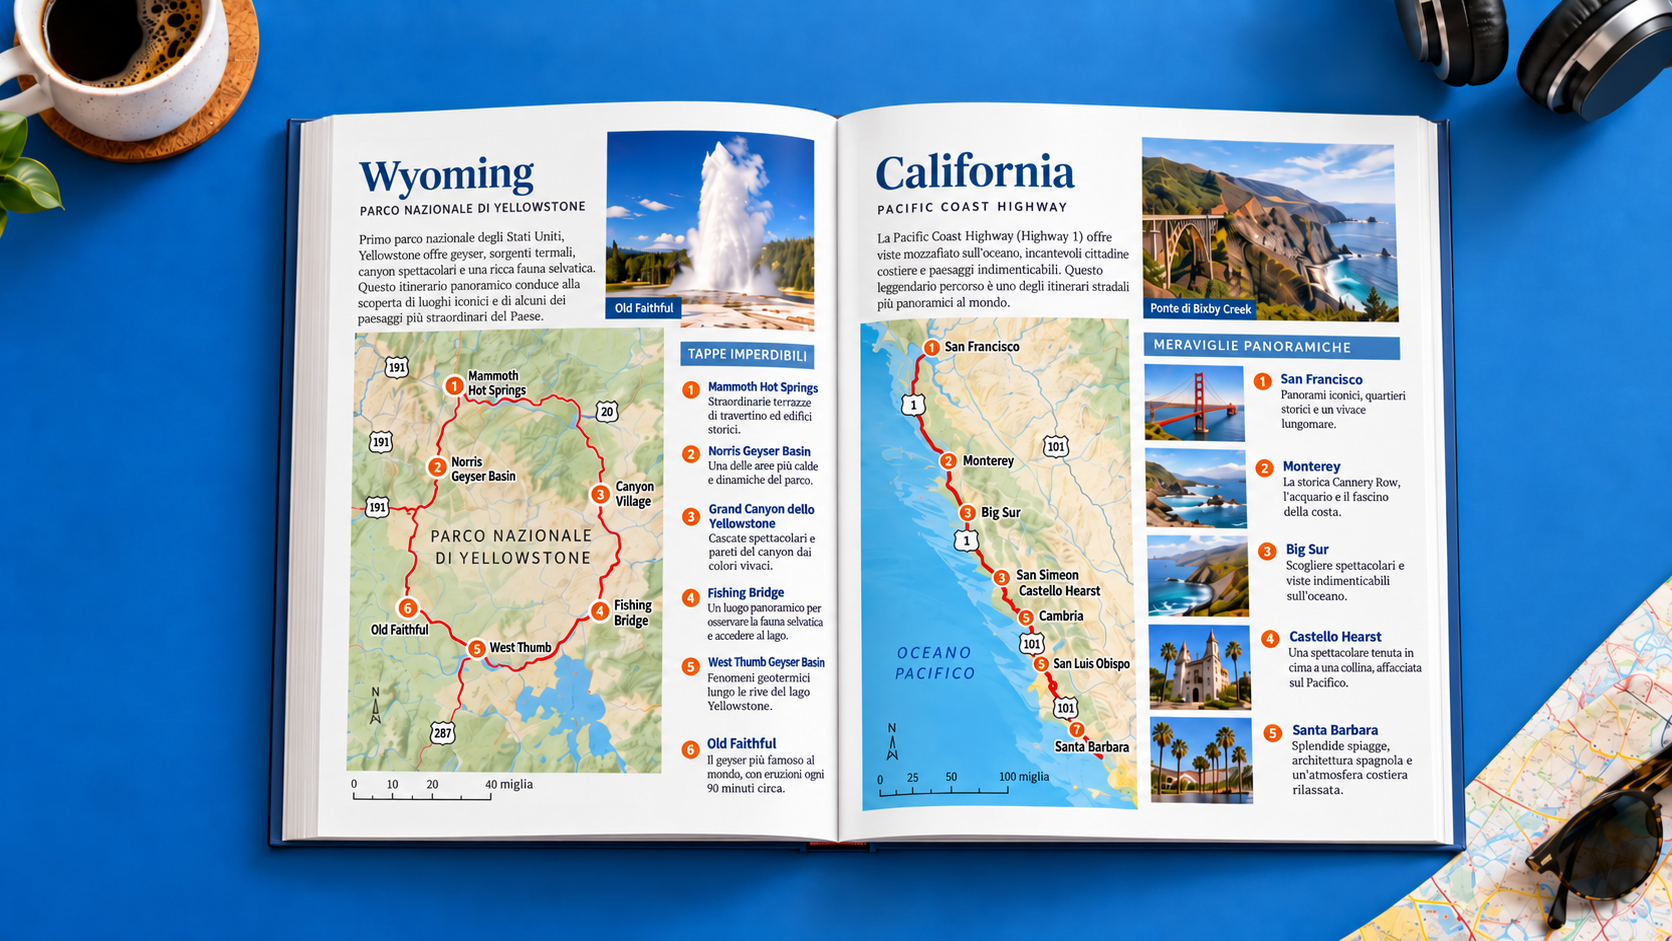 Wyoming
PARCO NAZIONALE DI YELLOWSTONE
Primo parco nazionale degli Stati Uniti,
Yellowstone offre geyser, sorgenti termali,
canyon spettacolari e una ricca fauna selvatica.
Questo itinerario panoramico conduce alla
scoperta di luoghi iconici e di alcuni dei
paesaggi più straordinari del Paese.
Old Faithful
191
1
Mammoth
Hot Springs
20
191
2
Norris
Geyser Basin
3
Canyon
Village
191
PARCO NAZIONALE
DI YELLOWSTONE
6
Old Faithful
4
Fishing
Bridge
5
West Thumb
N
287
0
10
20
40 miglia
TAPPE IMPERDIBILI
1
Mammoth Hot Springs
Straordinarie terrazze
di travertino ed edifici
storici.
2
Norris Geyser Basin
Una delle aree più calde
e dinamiche del parco.
3
Grand Canyon dello
Yellowstone
Cascate spettacolari e
pareti del canyon dai
colori vivaci.
4
Fishing Bridge
Un luogo panoramico per
osservare la fauna selvatica
e accedere al lago.
5
West Thumb Geyser Basin
Fenomeni geotermici
lungo le rive del lago
Yellowstone.
6
Old Faithful
Il geyser più famoso al
mondo, con eruzioni ogni
90 minuti circa.
California
PACIFIC COAST HIGHWAY
La Pacific Coast Highway (Highway 1) offre
viste mozzafiato sull'oceano, incantevoli cittadine
costiere e paesaggi indimenticabili. Questo
leggendario percorso è uno degli itinerari stradali
più panoramici al mondo.
Ponte di Bixby Creek
1
San Francisco
1
101
2
Monterey
3
Big Sur
1
3
San Simeon
Castello Hearst
5
Cambria
101
5
San Luis Obispo
OCEANO
PACIFICO
101
7
Santa Barbara
N
0
25
50
100 miglia
MERAVIGLIE PANORAMICHE
1
San Francisco
Panorami iconici, quartieri
storici e un vivace
lungomare.
2
Monterey
La storica Cannery Row,
l'acquario e il fascino
della costa.
3
Big Sur
Scogliere spettacolari e
viste indimenticabili
sull'oceano.
4
Castello Hearst
Una spettacolare tenuta in
cima a una collina, affacciata
sul Pacifico.
5
Santa Barbara
Splendide spiagge,
architettura spagnola e
un'atmosfera costiera
rilassata.